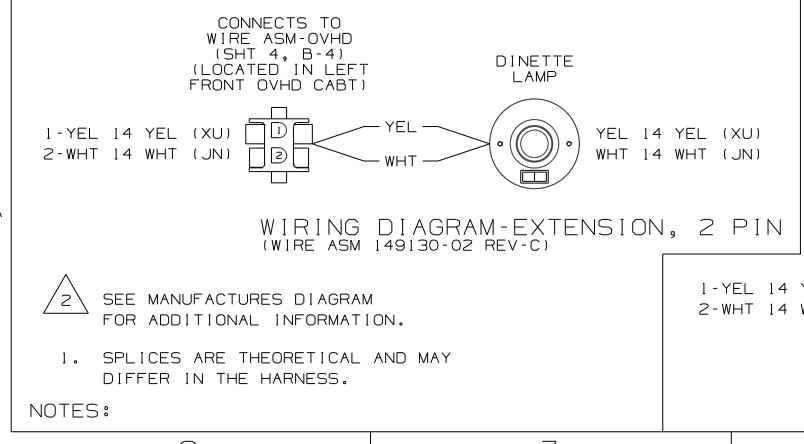 CONNECTS TO
WIRE ASM-OVHD
(SHT 4, B-4)
(LOCATED IN LEFT
FRONT OVHD CABT)
DINETTE
LAMP
1-YEL 14 YEL (XU)
2-WHT 14 WHT (JN)
1
2
YEL
WHT
YEL 14 YEL (XU)
WHT 14 WHT (JN)
WIRING DIAGRAM-EXTENSION, 2 PIN
(WIRE ASM 149130-02 REV-C)
2 SEE MANUFACTURES DIAGRAM
FOR ADDITIONAL INFORMATION.
1. SPLICES ARE THEORETICAL AND MAY
DIFFER IN THE HARNESS.
NOTES:
1-YEL 14
2-WHT 14